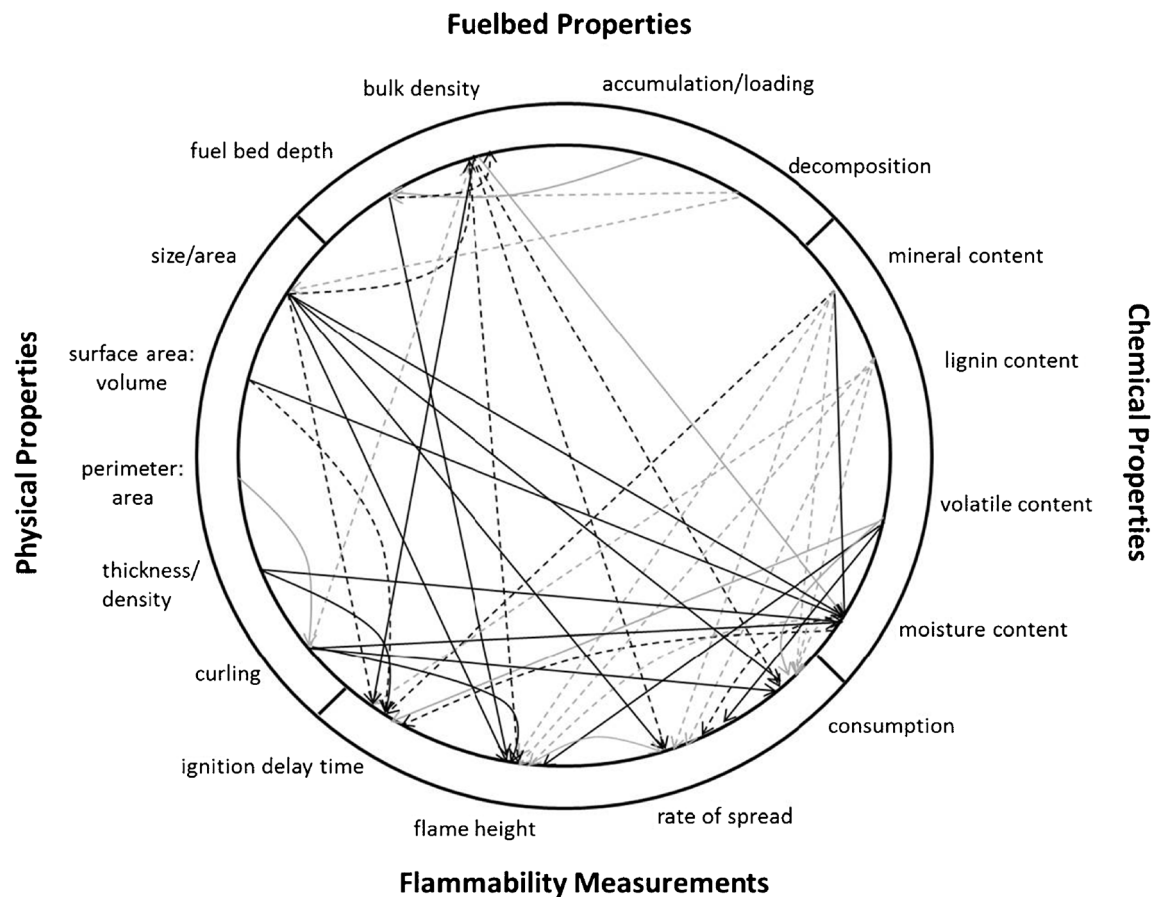 Fuelbed Properties
bulk density
accumulation/loading
fuel bed depth
decomposition
size/area
mineral content
surface area:
volume
lignin content
perimeter:
area
volatile content
thickness/
density
moisture content
curling
consumption
ignition delay time
flame height
rate of spread
Physical Properties
Chemical Properties
Flammability Measurements